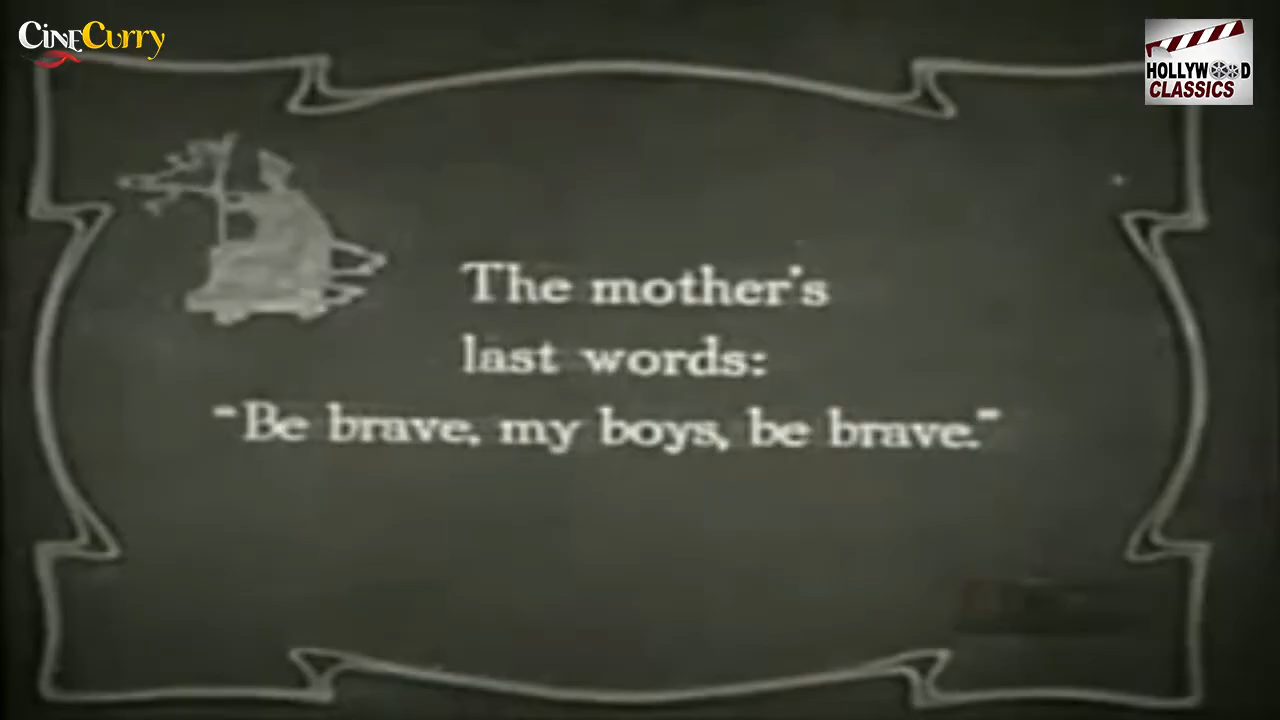 CineCurry
HOLLYWOOD
CLASSICS
The mother's
last words:
"Be brave, my boys, be brave."